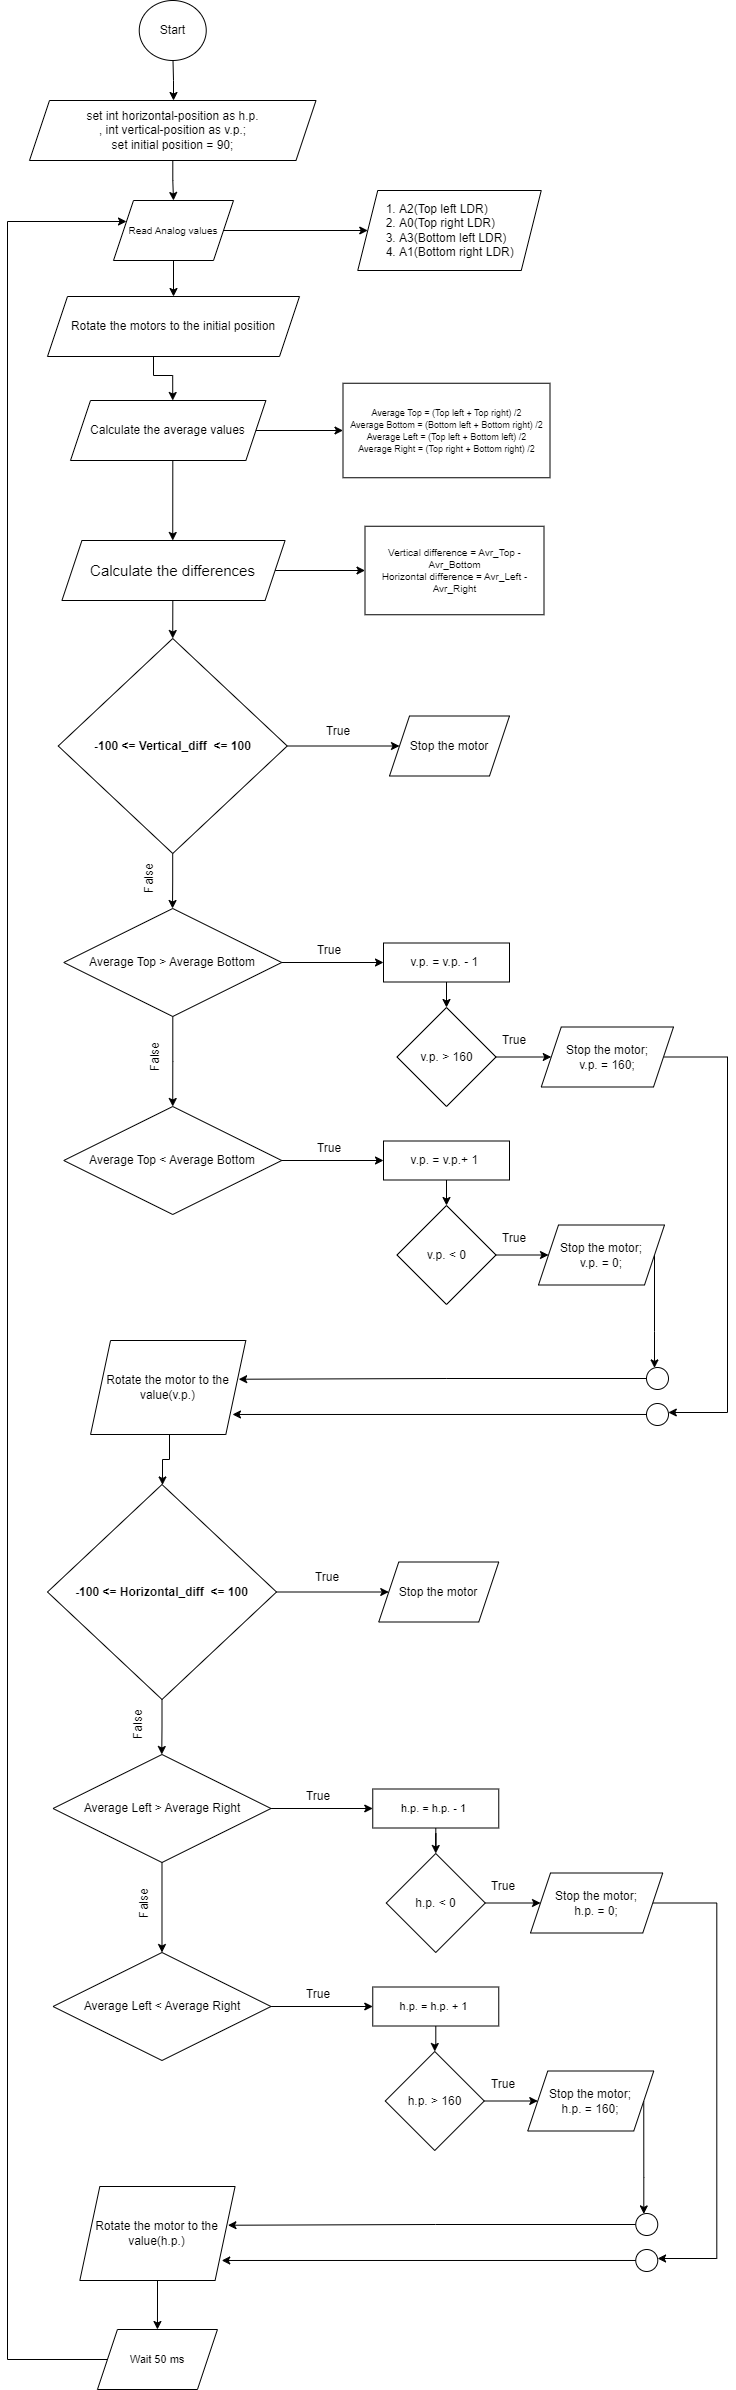 Start
set int horizontal-position as h.p.
, int vertical-position as v.p.;
set initial position = 90;
Read Analog values
1. A2(Top left LDR)
2. A0(Top right LDR)
3. A3(Bottom left LDR)
4. A1(Bottom right LDR)
Rotate the motors to the initial position
Calculate the average values
Average Top = (Top left + Top right) /2
Average Bottom = (Bottom left + Bottom right) /2
Average Left = (Top left + Bottom left) /2
Average Right = (Top right + Bottom right) /2
Calculate the differences
Vertical difference = Avr_Top -
Avr_Bottom
Horizontal difference = Avr_Left -
Avr_Right
-100 <= Vertical_diff <= 100
True
Stop the motor
False
Average Top > Average Bottom
True
v.p. = v.p. - 1
v.p. > 160
True
Stop the motor;
v.p. = 160;
False
Average Top < Average Bottom
True
v.p. = v.p.+ 1
v.p. < 0
True
Stop the motor;
v.p. = 0;
Rotate the motor to the
value(v.p.)
-100 <= Horizontal_diff <= 100
True
Stop the motor
False
Average Left > Average Right
True
h.p. = h.p. - 1
h.p. < 0
True
Stop the motor;
h.p. = 0;
False
Average Left < Average Right
True
h.p. = h.p. + 1
h.p. > 160
True
Stop the motor;
h.p. = 160;
Rotate the motor to the
value(h.p.)
Wait 50 ms